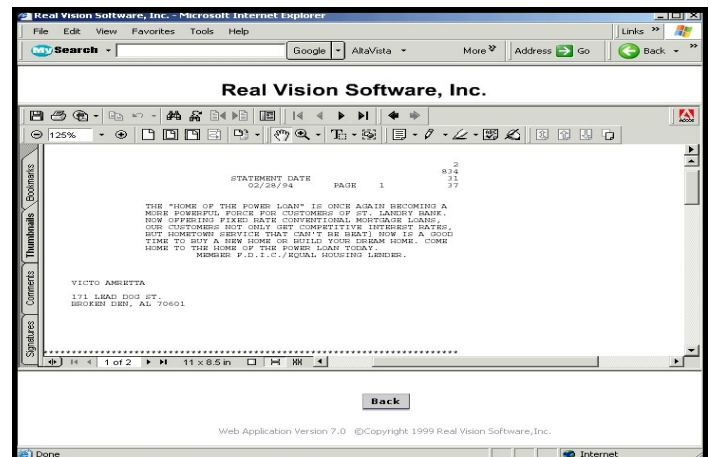 Real Vision Software, Inc. - Microsoft Internet Explorer
File Edit View Favorites Tools Help Links »
My Search Google AltaVista More » Address Go Back »
Real Vision Software, Inc.
125%
Bookmarks
Thumbnails
Comments
Signatures
2
834
STATEMENT DATE 31
02/28/94 PAGE 1 37
THE "HOME OF THE POWER LOAN" IS ONCE AGAIN BECOMING A
MORE POWERFUL FORCE FOR CUSTOMERS OF ST. LANDRY BANK.
NOW OFFERING FIXED RATE CONVENTIONAL MORTGAGE LOANS,
OUR CUSTOMERS NOT ONLY GET COMPETITIVE INTEREST RATES,
BUT HOMETOWN SERVICE THAT CAN'T BE BEAT] NOW IS A GOOD
TIME TO BUY A NEW HOME OR BUILD YOUR DREAM HOME. COME
HOME TO THE HOME OF THE POWER LOAN TODAY.
MEMBER F.D.I.C./EQUAL HOUSING LENDER.
VICTO AMRETTA
171 LEAD DOG ST.
BROKEN DEN, AL 70601
1 of 2 11 x 8.5 in
Back
Web Application Version 7.0 ©Copyright 1999 Real Vision Software,Inc.
Done Internet